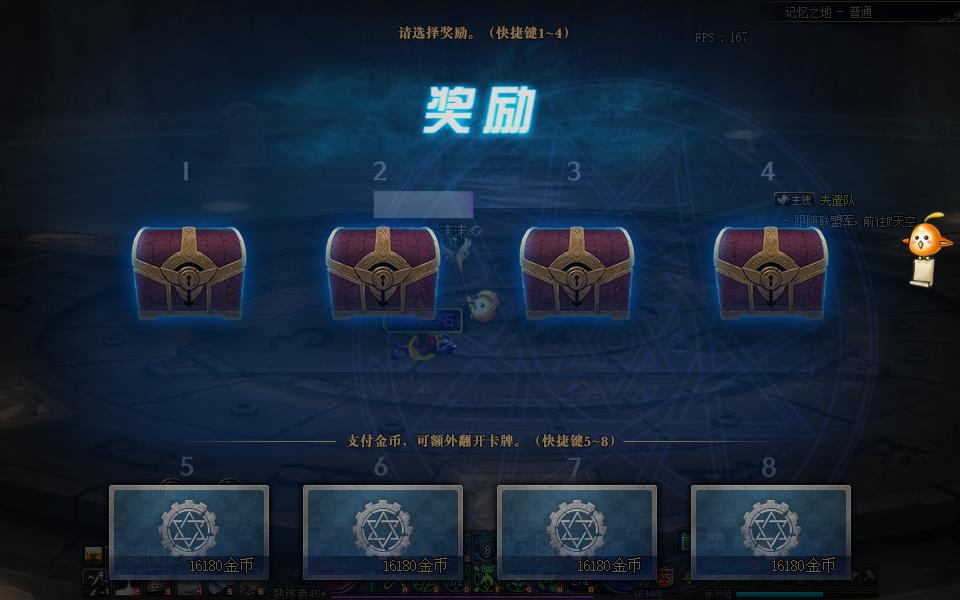 记忆之地 - 普通
请选择奖励。（快捷键1~4）
FPS : 167
奖励
1
2
3
4
主线 先遣队
末末
支付金币，可额外翻开卡牌。（快捷键5~8）
5
6
7
8
16180金币
16180金币
16180金币
16180金币